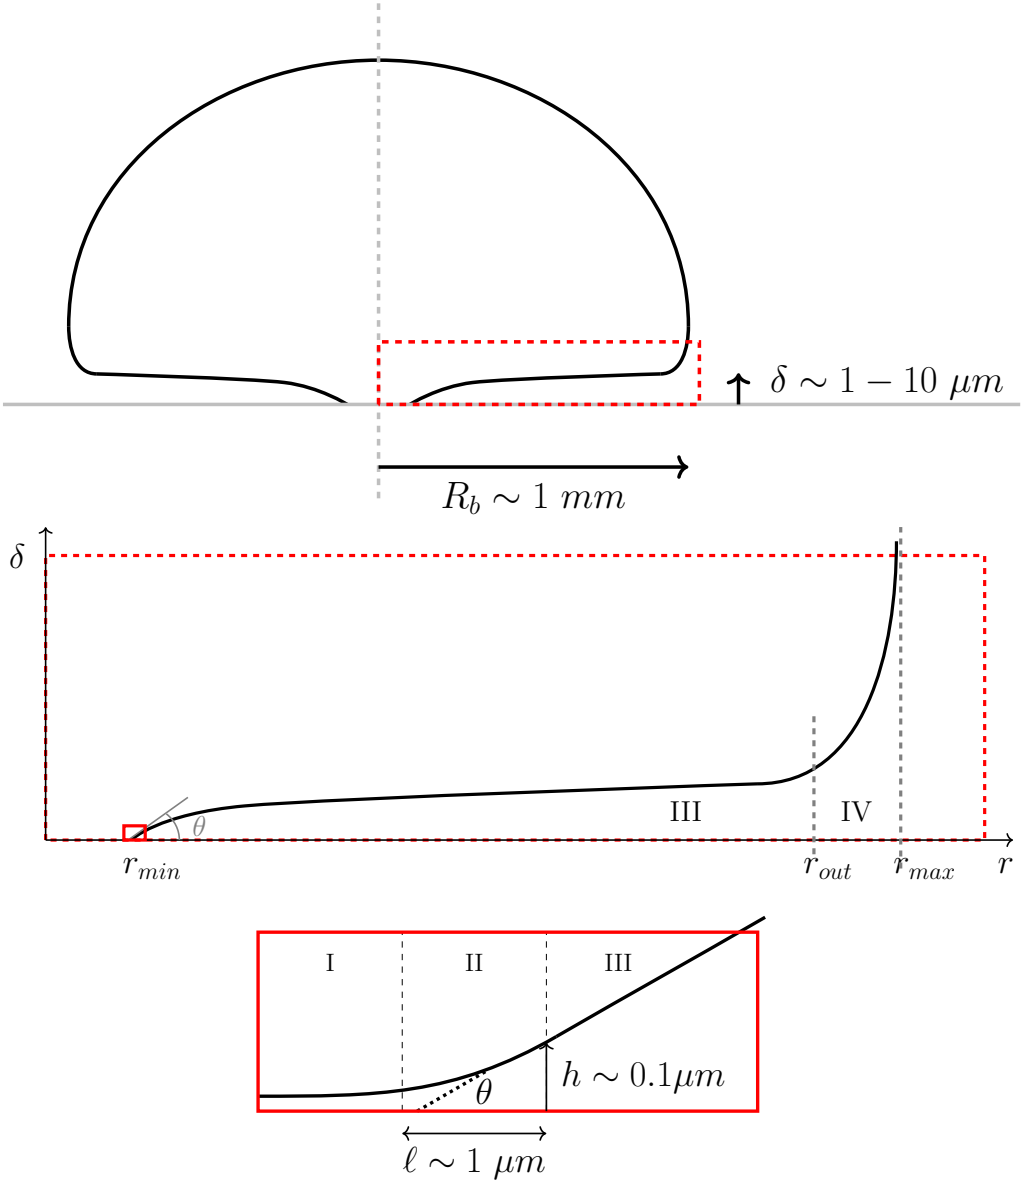 δ ∼ 1 − 10 μm
R_b ∼ 1 mm
δ
θ
III IV
r_min r_out r_max r
I II III
h ∼ 0.1μm
θ
ℓ ∼ 1 μm